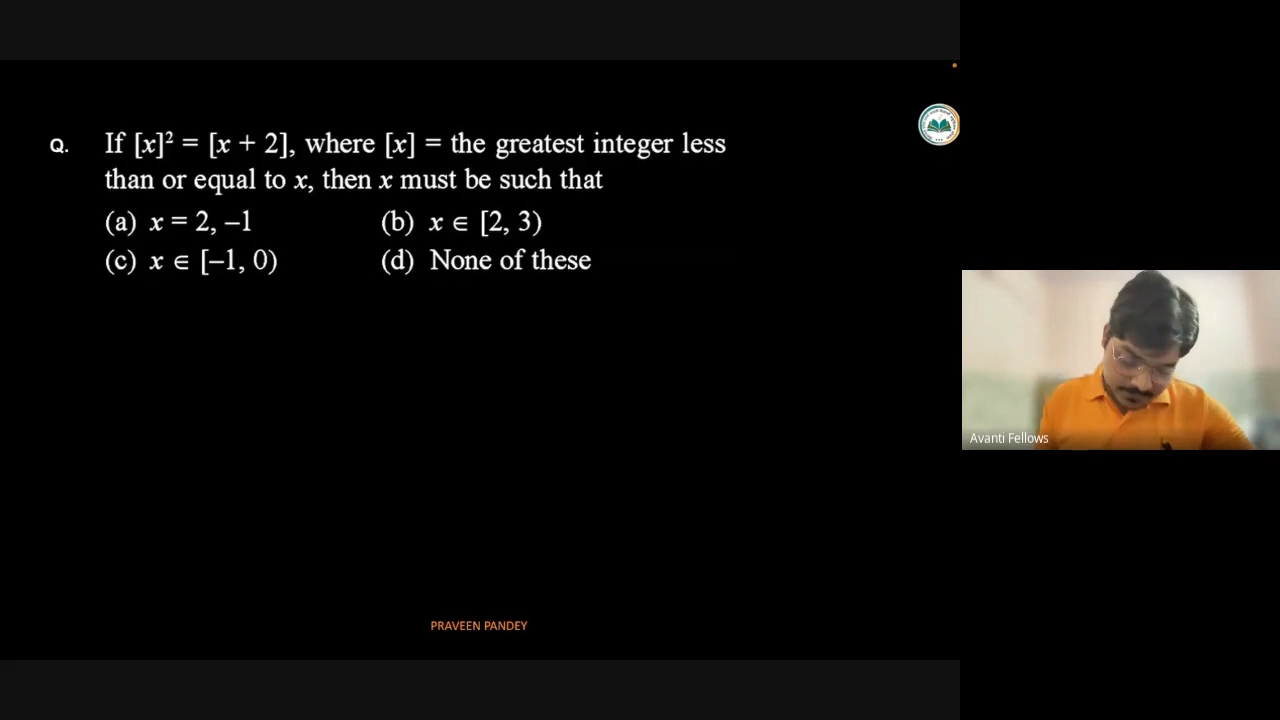 Q. If [x]² = [x + 2], where [x] = the greatest integer less
than or equal to x, then x must be such that
(a) x = 2, –1 (b) x ∈ [2, 3)
(c) x ∈ [–1, 0) (d) None of these
Avanti Fellows
PRAVEEN PANDEY